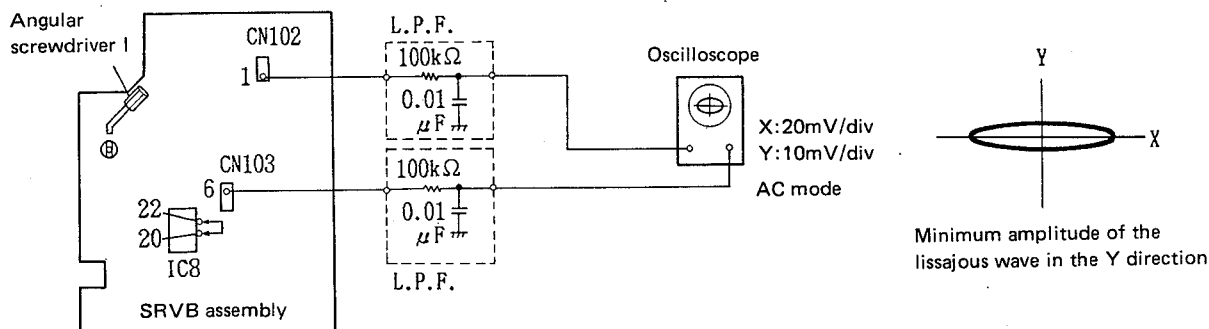 Angular
screwdriver I
CN102
1
L.P.F.
100kΩ
0.01
μF
Oscilloscope
X:20mV/div
Y:10mV/div
AC mode
CN103
6
100kΩ
0.01
μF
L.P.F.
22
20
IC8
SRVB assembly
Y
X
Minimum amplitude of the
lissajous wave in the Y direction